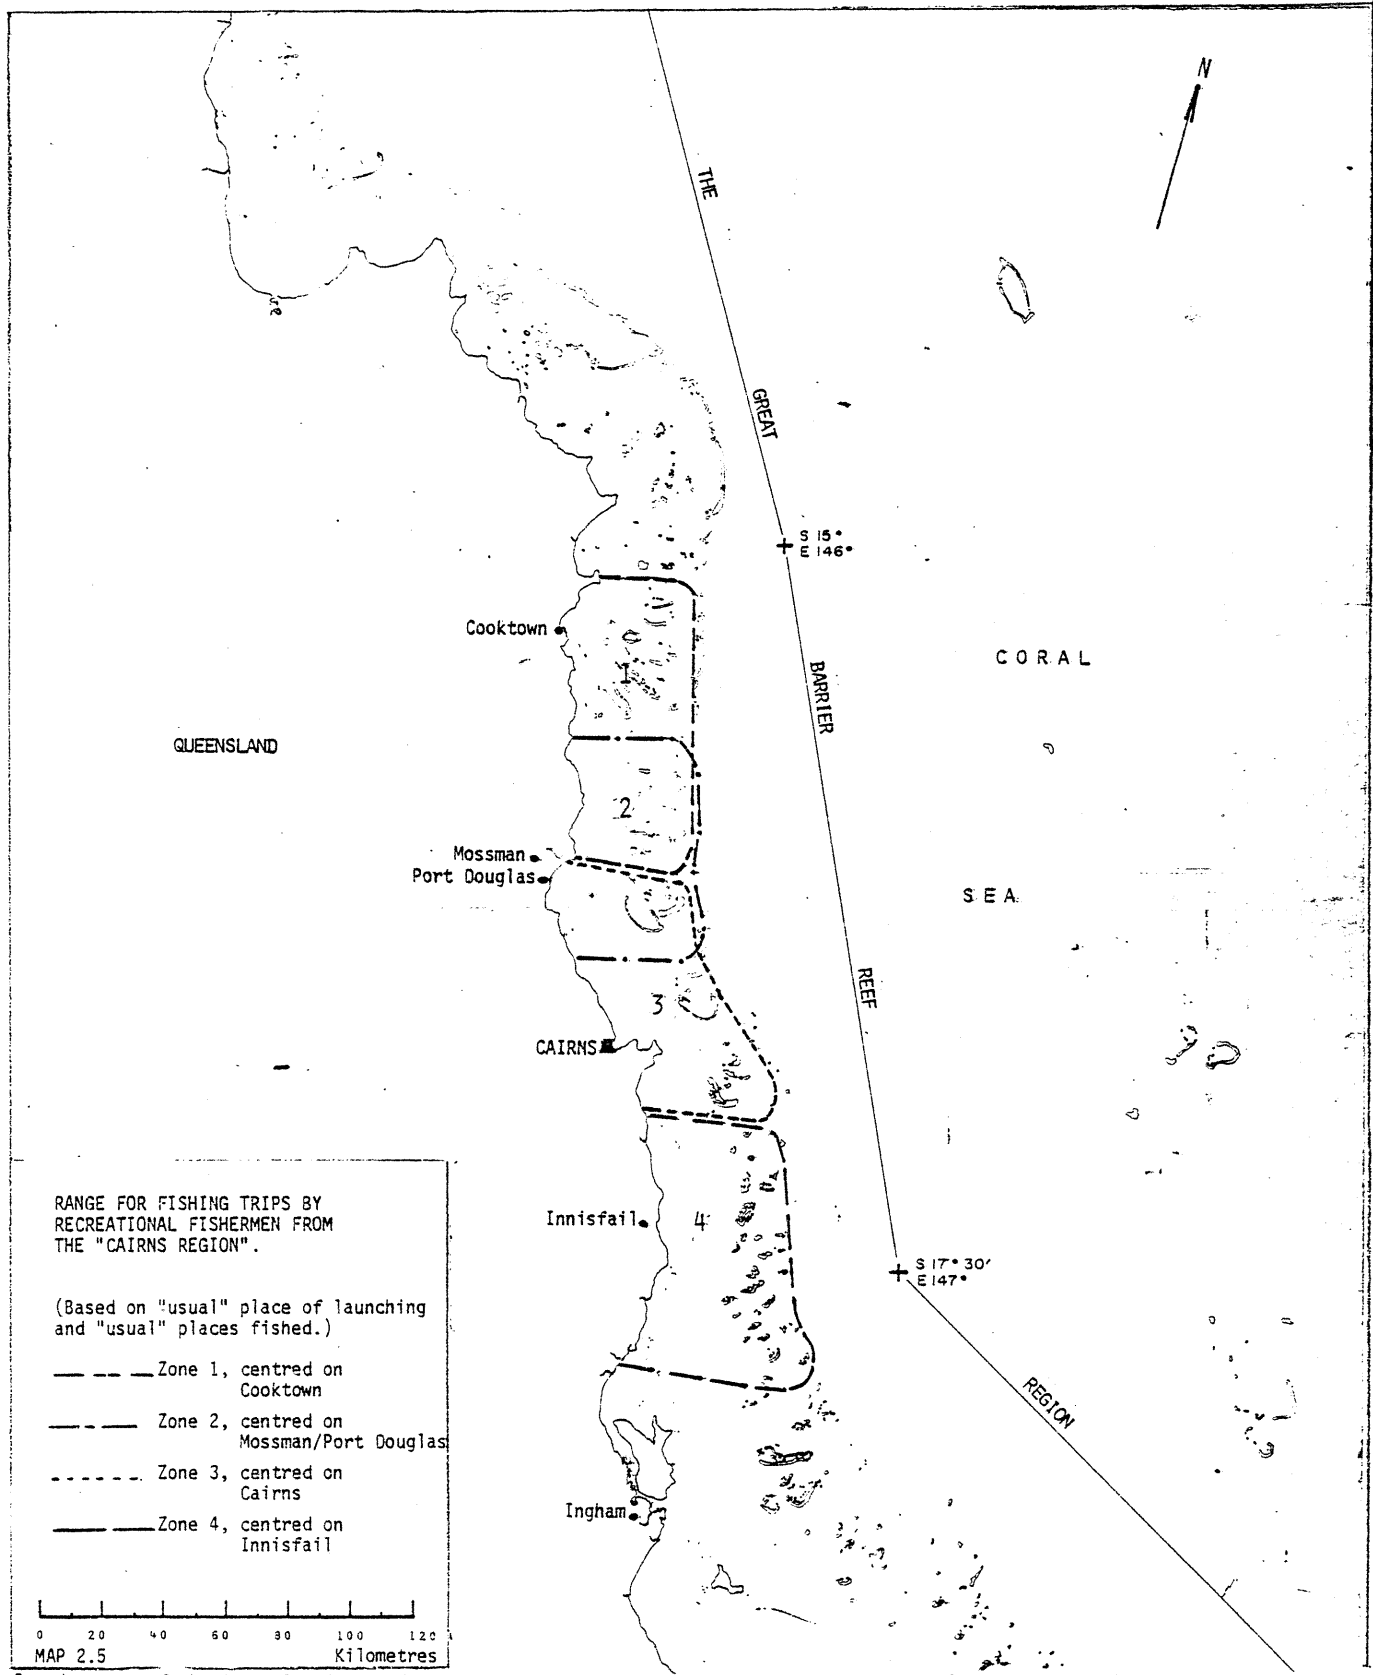 N
THE
GREAT
S 15°
E 146°
Cooktown
1
CORAL
BARRIER
QUEENSLAND
2
Mossman
Port Douglas
SEA
REEF
3
CAIRNS
Innisfail
4
S 17° 30'
E 147°
REGION
Ingham
RANGE FOR FISHING TRIPS BY
RECREATIONAL FISHERMEN FROM
THE "CAIRNS REGION".
(Based on "usual" place of launching
and "usual" places fished.)
Zone 1, centred on
Cooktown
Zone 2, centred on
Mossman/Port Douglas
Zone 3, centred on
Cairns
Zone 4, centred on
Innisfail
0 20 40 60 80 100 120
MAP 2.5 Kilometres